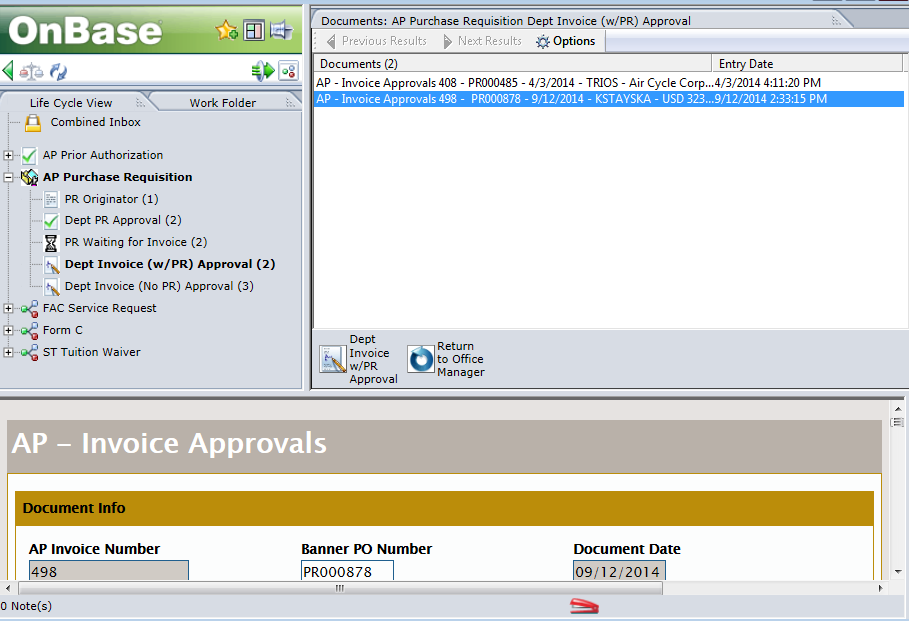 OnBase
Life Cycle View
Work Folder
Combined Inbox
AP Prior Authorization
AP Purchase Requisition
PR Originator (1)
Dept PR Approval (2)
PR Waiting for Invoice (2)
Dept Invoice (w/PR) Approval (2)
Dept Invoice (No PR) Approval (3)
FAC Service Request
Form C
ST Tuition Waiver
Documents: AP Purchase Requisition Dept Invoice (w/PR) Approval
Previous Results Next Results Options
Documents (2) Entry Date
AP - Invoice Approvals 408 - PR000485 - 4/3/2014 - TRIOS - Air Cycle Corp...4/3/2014 4:11:20 PM
AP - Invoice Approvals 498 - PR000878 - 9/12/2014 - KSTAYSKA - USD 323...9/12/2014 2:33:15 PM
Dept
Invoice
w/PR
Approval
Return
to Office
Manager
AP - Invoice Approvals
Document Info
AP Invoice Number Banner PO Number Document Date
498 PR000878 09/12/2014
0 Note(s)